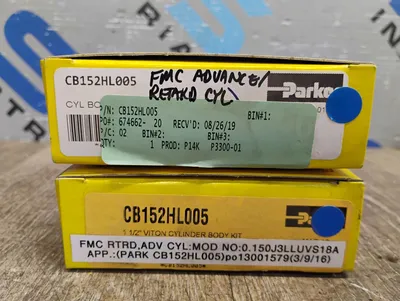 CB152HL005
FMC ADVANCE/
RETARD CYL
Parker
CYL BO
P/N: CB152HL005
PO#: 674662- 20 RECV'D: 08/26/19 BIN#1:
P/C: 02 BIN#2: BIN#3:
QTY: 1 PROD: P14K P3300-01
CB152HL005
1 1/2" VITON CYLINDER BODY KIT
FMC RTRD,ADV CYL:MOD NO:0.150J3LLUVS18A
APP.:(PARK CB152HL005)po13001579(3/9/16)